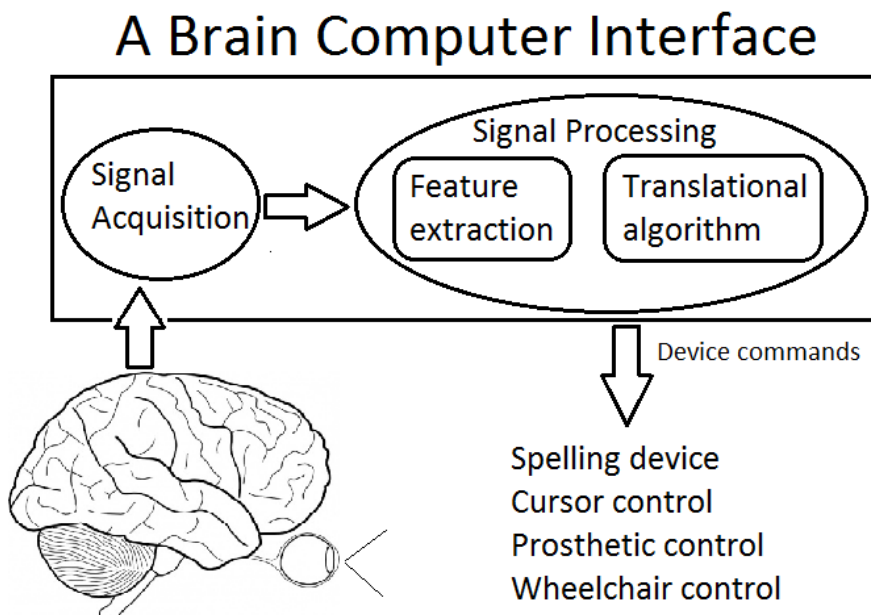 A Brain Computer Interface
Signal Processing
Signal
Acquisition
Feature
extraction
Translational
algorithm
Device commands
Spelling device
Cursor control
Prosthetic control
Wheelchair control